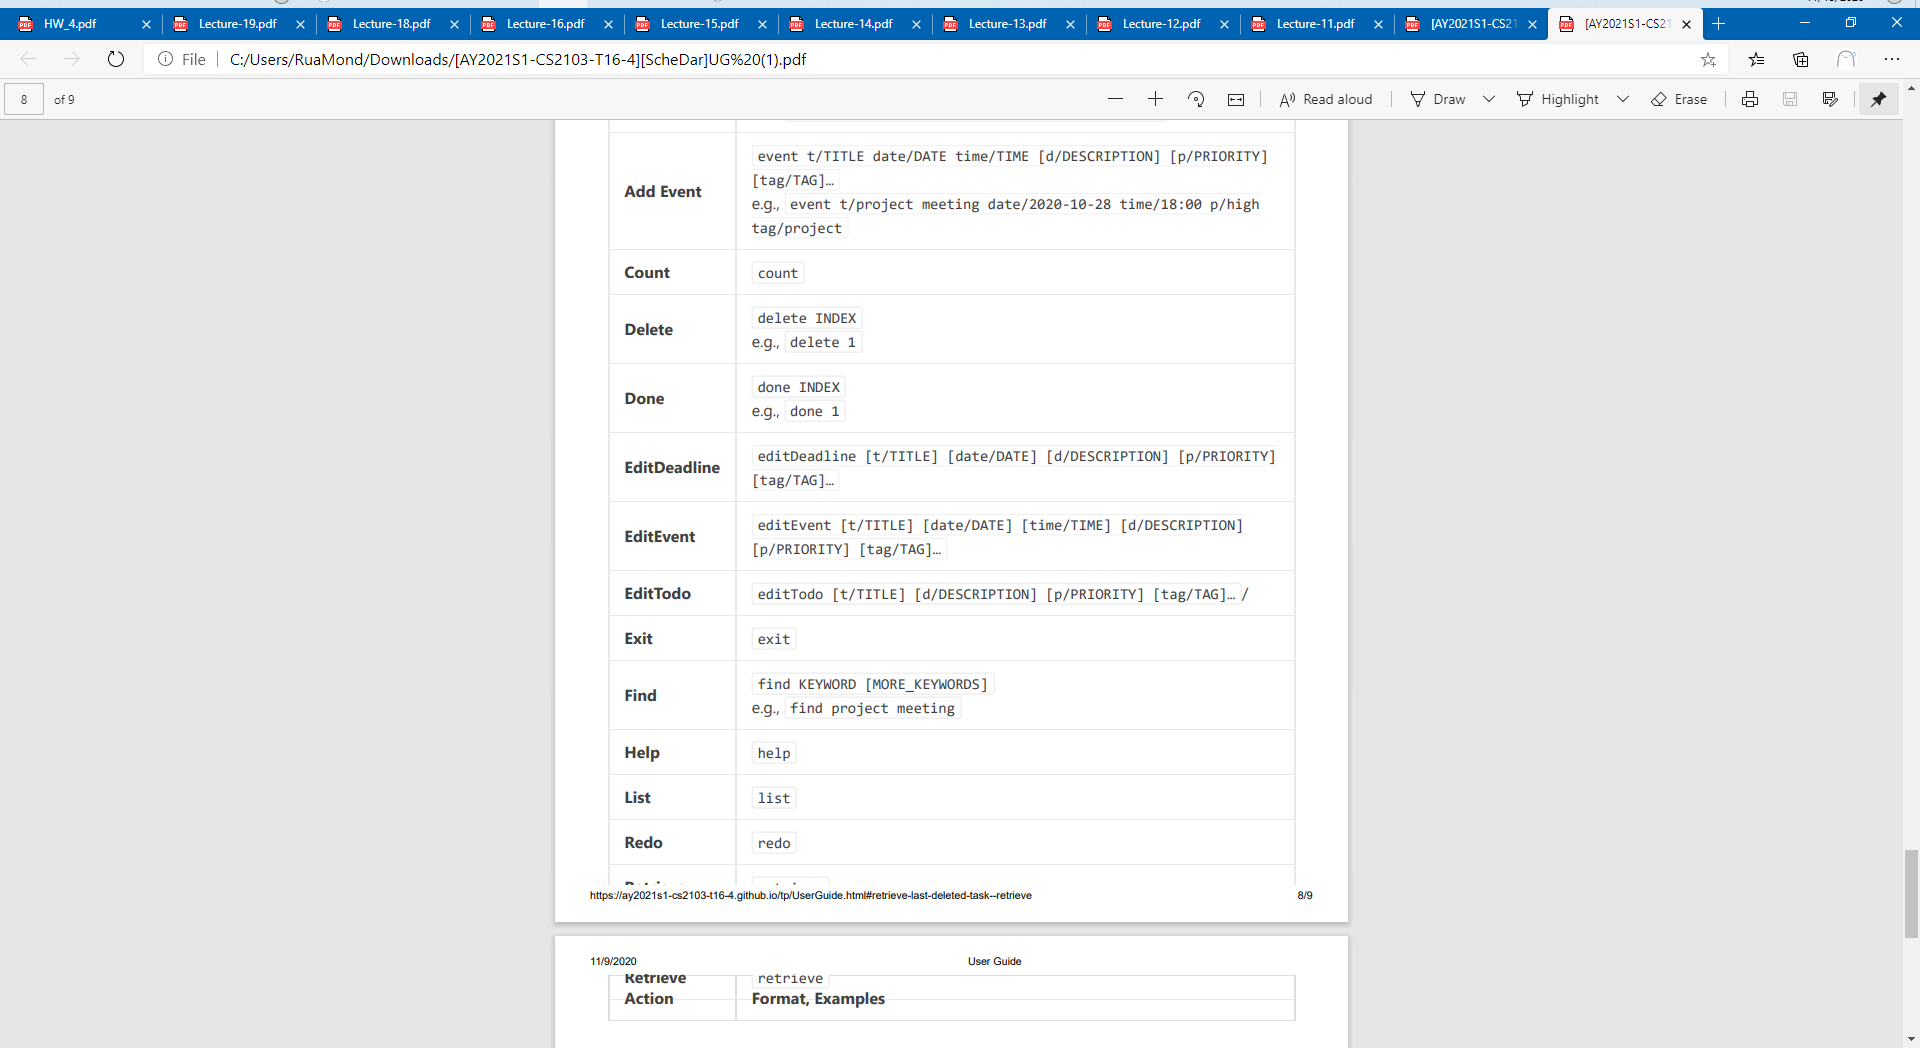 HW_4.pdf
Lecture-19.pdf
Lecture-18.pdf
Lecture-16.pdf
Lecture-15.pdf
Lecture-14.pdf
Lecture-13.pdf
Lecture-12.pdf
Lecture-11.pdf
[AY2021S1-CS21
[AY2021S1-CS21
File
C:/Users/RuaMond/Downloads/[AY2021S1-CS2103-T16-4][ScheDar]UG%20(1).pdf
8
of 9
Read aloud
Draw
Highlight
Erase
Add Event
event t/TITLE date/DATE time/TIME [d/DESCRIPTION] [p/PRIORITY]
[tag/TAG]…
e.g., event t/project meeting date/2020-10-28 time/18:00 p/high
tag/project
Count
count
Delete
delete INDEX
e.g., delete 1
Done
done INDEX
e.g., done 1
EditDeadline
editDeadline [t/TITLE] [date/DATE] [d/DESCRIPTION] [p/PRIORITY]
[tag/TAG]…
EditEvent
editEvent [t/TITLE] [date/DATE] [time/TIME] [d/DESCRIPTION]
[p/PRIORITY] [tag/TAG]…
EditTodo
editTodo [t/TITLE] [d/DESCRIPTION] [p/PRIORITY] [tag/TAG]… /
Exit
exit
Find
find KEYWORD [MORE_KEYWORDS]
e.g., find project meeting
Help
help
List
list
Redo
redo
https://ay2021s1-cs2103-t16-4.github.io/tp/UserGuide.html#retrieve-last-deleted-task--retrieve
8/9
11/9/2020
User Guide
Retrieve
retrieve
Action
Format, Examples